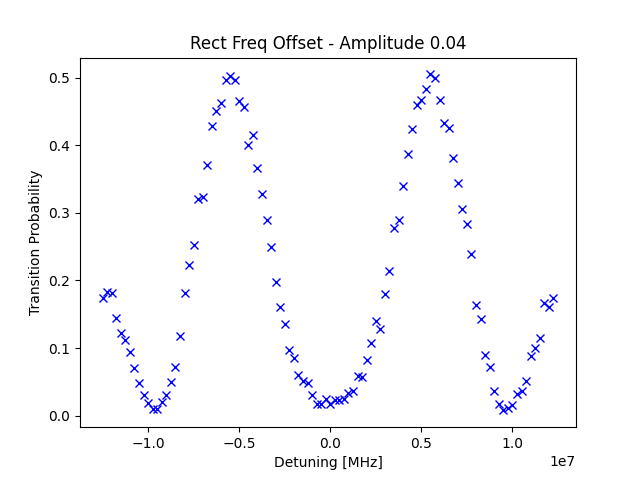 Rect Freq Offset - Amplitude 0.04
0.5
0.4
0.3
0.2
0.1
0.0
Transition Probability
−1.0 −0.5 0.0 0.5 1.0
1e7
Detuning [MHz]